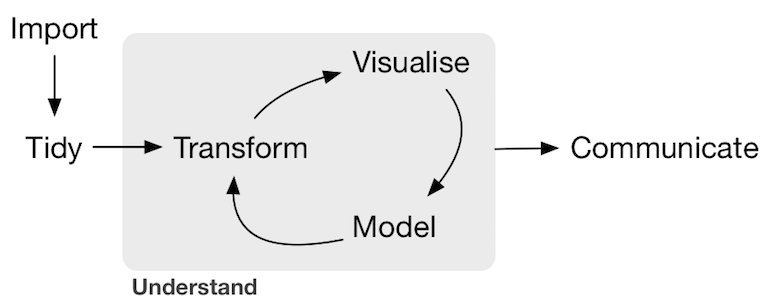 Import
Visualise
Tidy
Transform
Communicate
Model
Understand